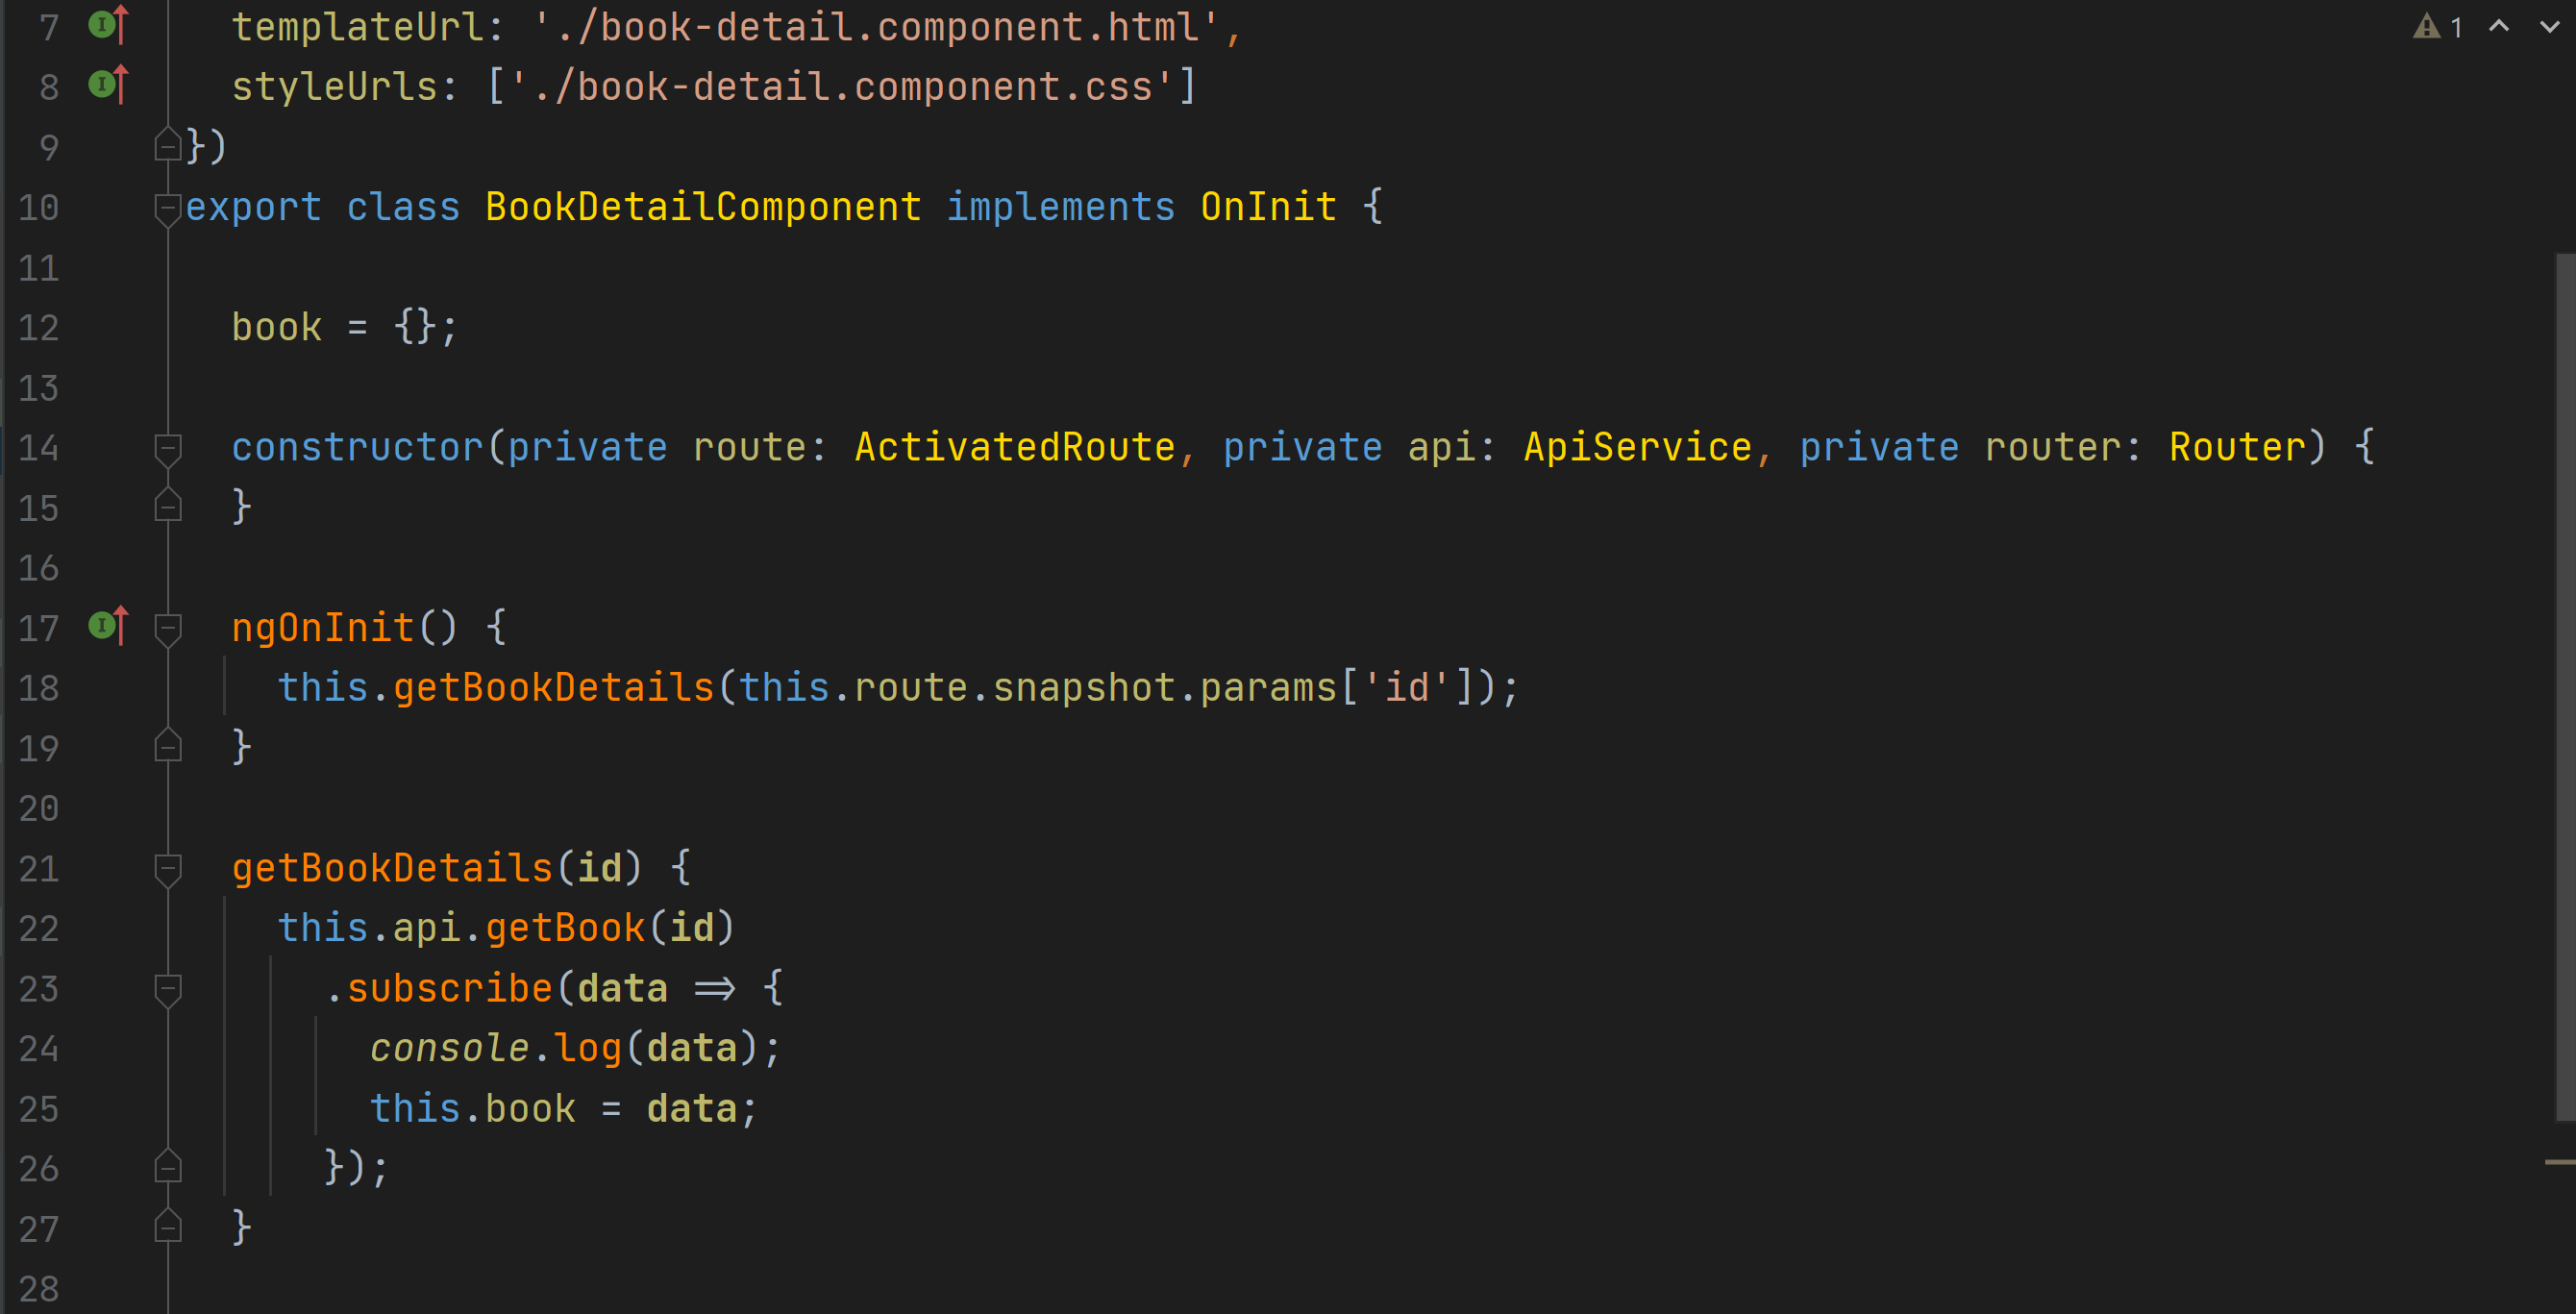 7 templateUrl: './book-detail.component.html', 1
8 styleUrls: ['./book-detail.component.css']
9 })
10 export class BookDetailComponent implements OnInit {
11
12 book = {};
13
14 constructor(private route: ActivatedRoute, private api: ApiService, private router: Router) {
15 }
16
17 ngOnInit() {
18 this.getBookDetails(this.route.snapshot.params['id']);
19 }
20
21 getBookDetails(id) {
22 this.api.getBook(id)
23 .subscribe(data => {
24 console.log(data);
25 this.book = data;
26 });
27 }
28